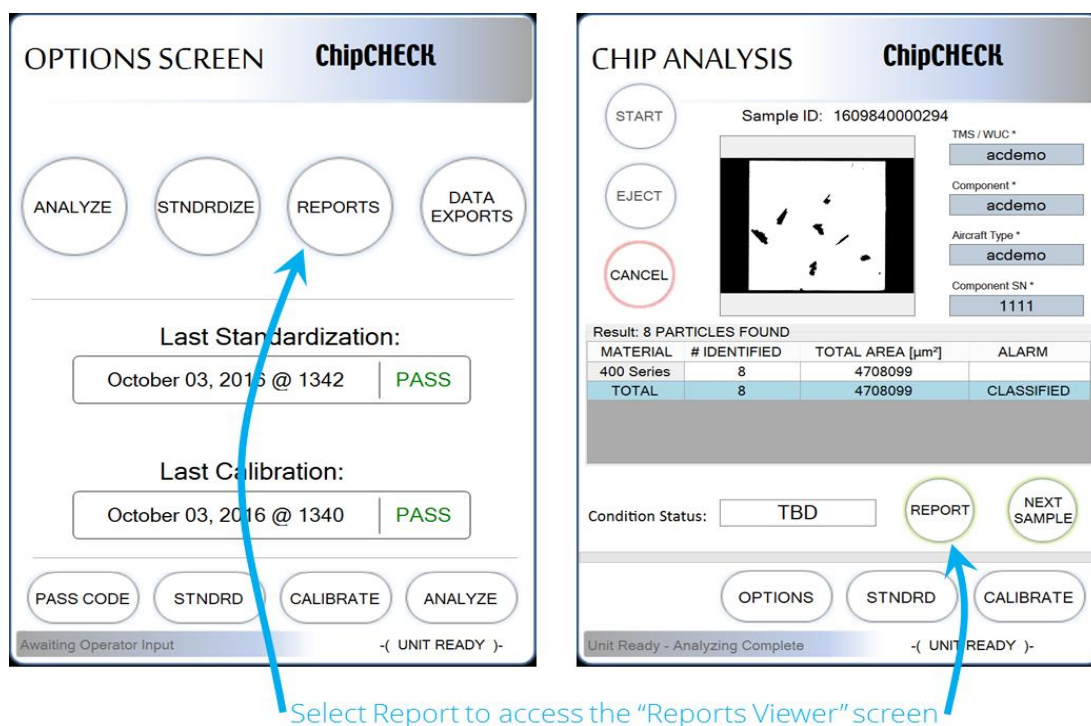 OPTIONS SCREEN ChipCHECK
ANALYZE
STNDRDIZE
REPORTS
DATA
EXPORTS
Last Standardization:
October 03, 2016 @ 1342 PASS
Last Calibration:
October 03, 2016 @ 1340 PASS
PASS CODE STNDRD CALIBRATE ANALYZE
Awaiting Operator Input -( UNIT READY )-
CHIP ANALYSIS ChipCHECK
START
EJECT
CANCEL
Sample ID: 1609840000294
TMS / WUC *
acdemo
Component *
acdemo
Aircraft Type *
acdemo
Component SN *
1111
Result: 8 PARTICLES FOUND
MATERIAL # IDENTIFIED TOTAL AREA [µm²] ALARM
400 Series 8 4708099
TOTAL 8 4708099 CLASSIFIED
Condition Status: TBD
REPORT
NEXT
SAMPLE
OPTIONS STNDRD CALIBRATE
Unit Ready - Analyzing Complete -( UNIT READY )-
Select Report to access the “Reports Viewer” screen